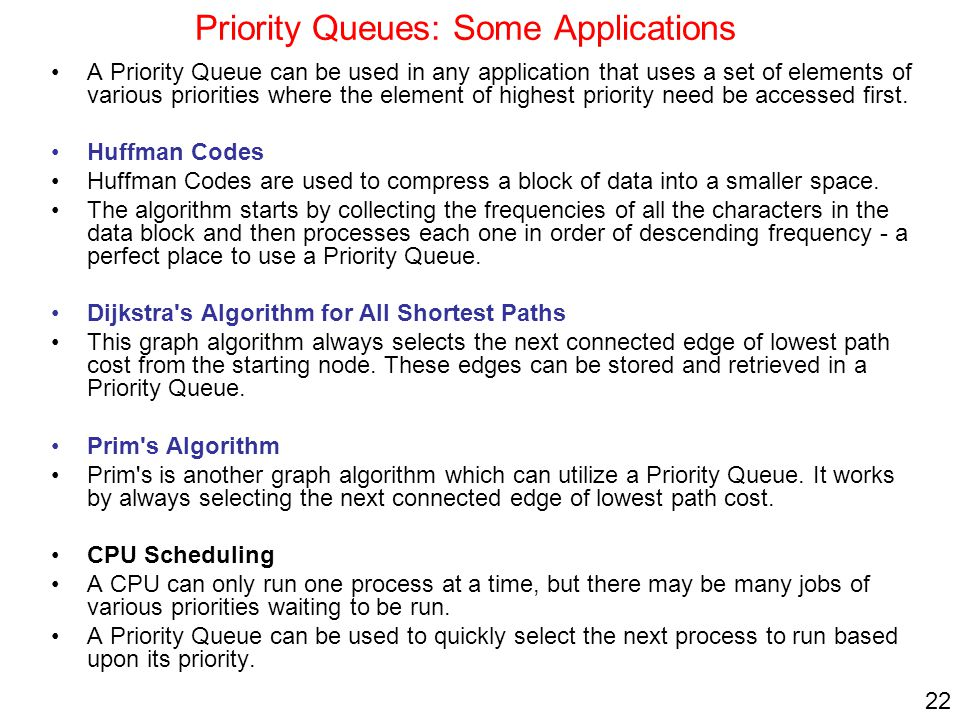 Priority Queues: Some Applications
• A Priority Queue can be used in any application that uses a set of elements of
various priorities where the element of highest priority need be accessed first.
• Huffman Codes
• Huffman Codes are used to compress a block of data into a smaller space.
• The algorithm starts by collecting the frequencies of all the characters in the
data block and then processes each one in order of descending frequency - a
perfect place to use a Priority Queue.
• Dijkstra's Algorithm for All Shortest Paths
• This graph algorithm always selects the next connected edge of lowest path
cost from the starting node. These edges can be stored and retrieved in a
Priority Queue.
• Prim's Algorithm
• Prim's is another graph algorithm which can utilize a Priority Queue. It works
by always selecting the next connected edge of lowest path cost.
• CPU Scheduling
• A CPU can only run one process at a time, but there may be many jobs of
various priorities waiting to be run.
• A Priority Queue can be used to quickly select the next process to run based
upon its priority.
22